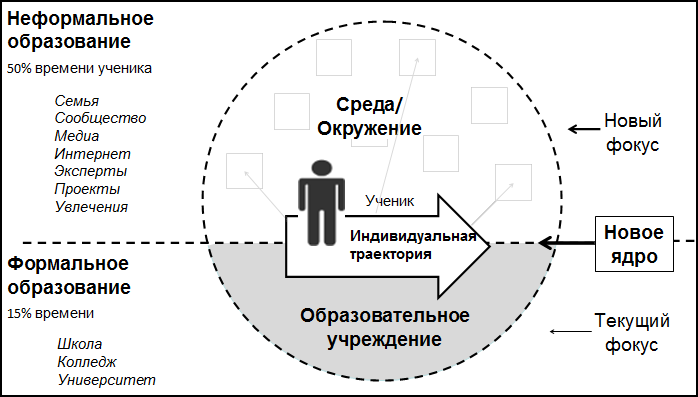 Неформальное
образование
50% времени ученика
Семья
Сообщество
Медиа
Интернет
Эксперты
Проекты
Увлечения
Среда/
Окружение
Новый
фокус
Ученик
Индивидуальная
траектория
Новое
ядро
Формальное
образование
15% времени
Школа
Колледж
Университет
Образовательное
учреждение
Текущий
фокус